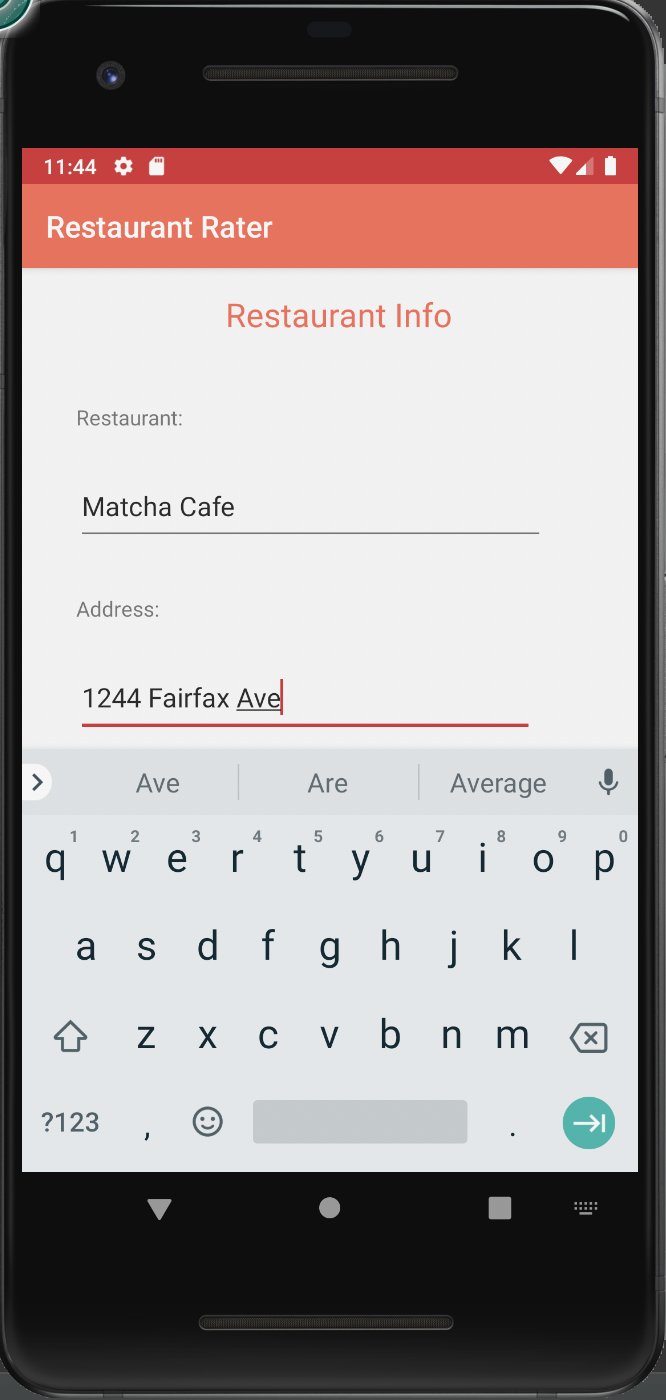 11:44
Restaurant Rater
Restaurant Info
Restaurant:
Matcha Cafe
Address:
1244 Fairfax Ave
Ave Are Average
1 2 3 4 5 6 7 8 9 0
q w e r t y u i o p
a s d f g h j k l
z x c v b n m
?123 , .